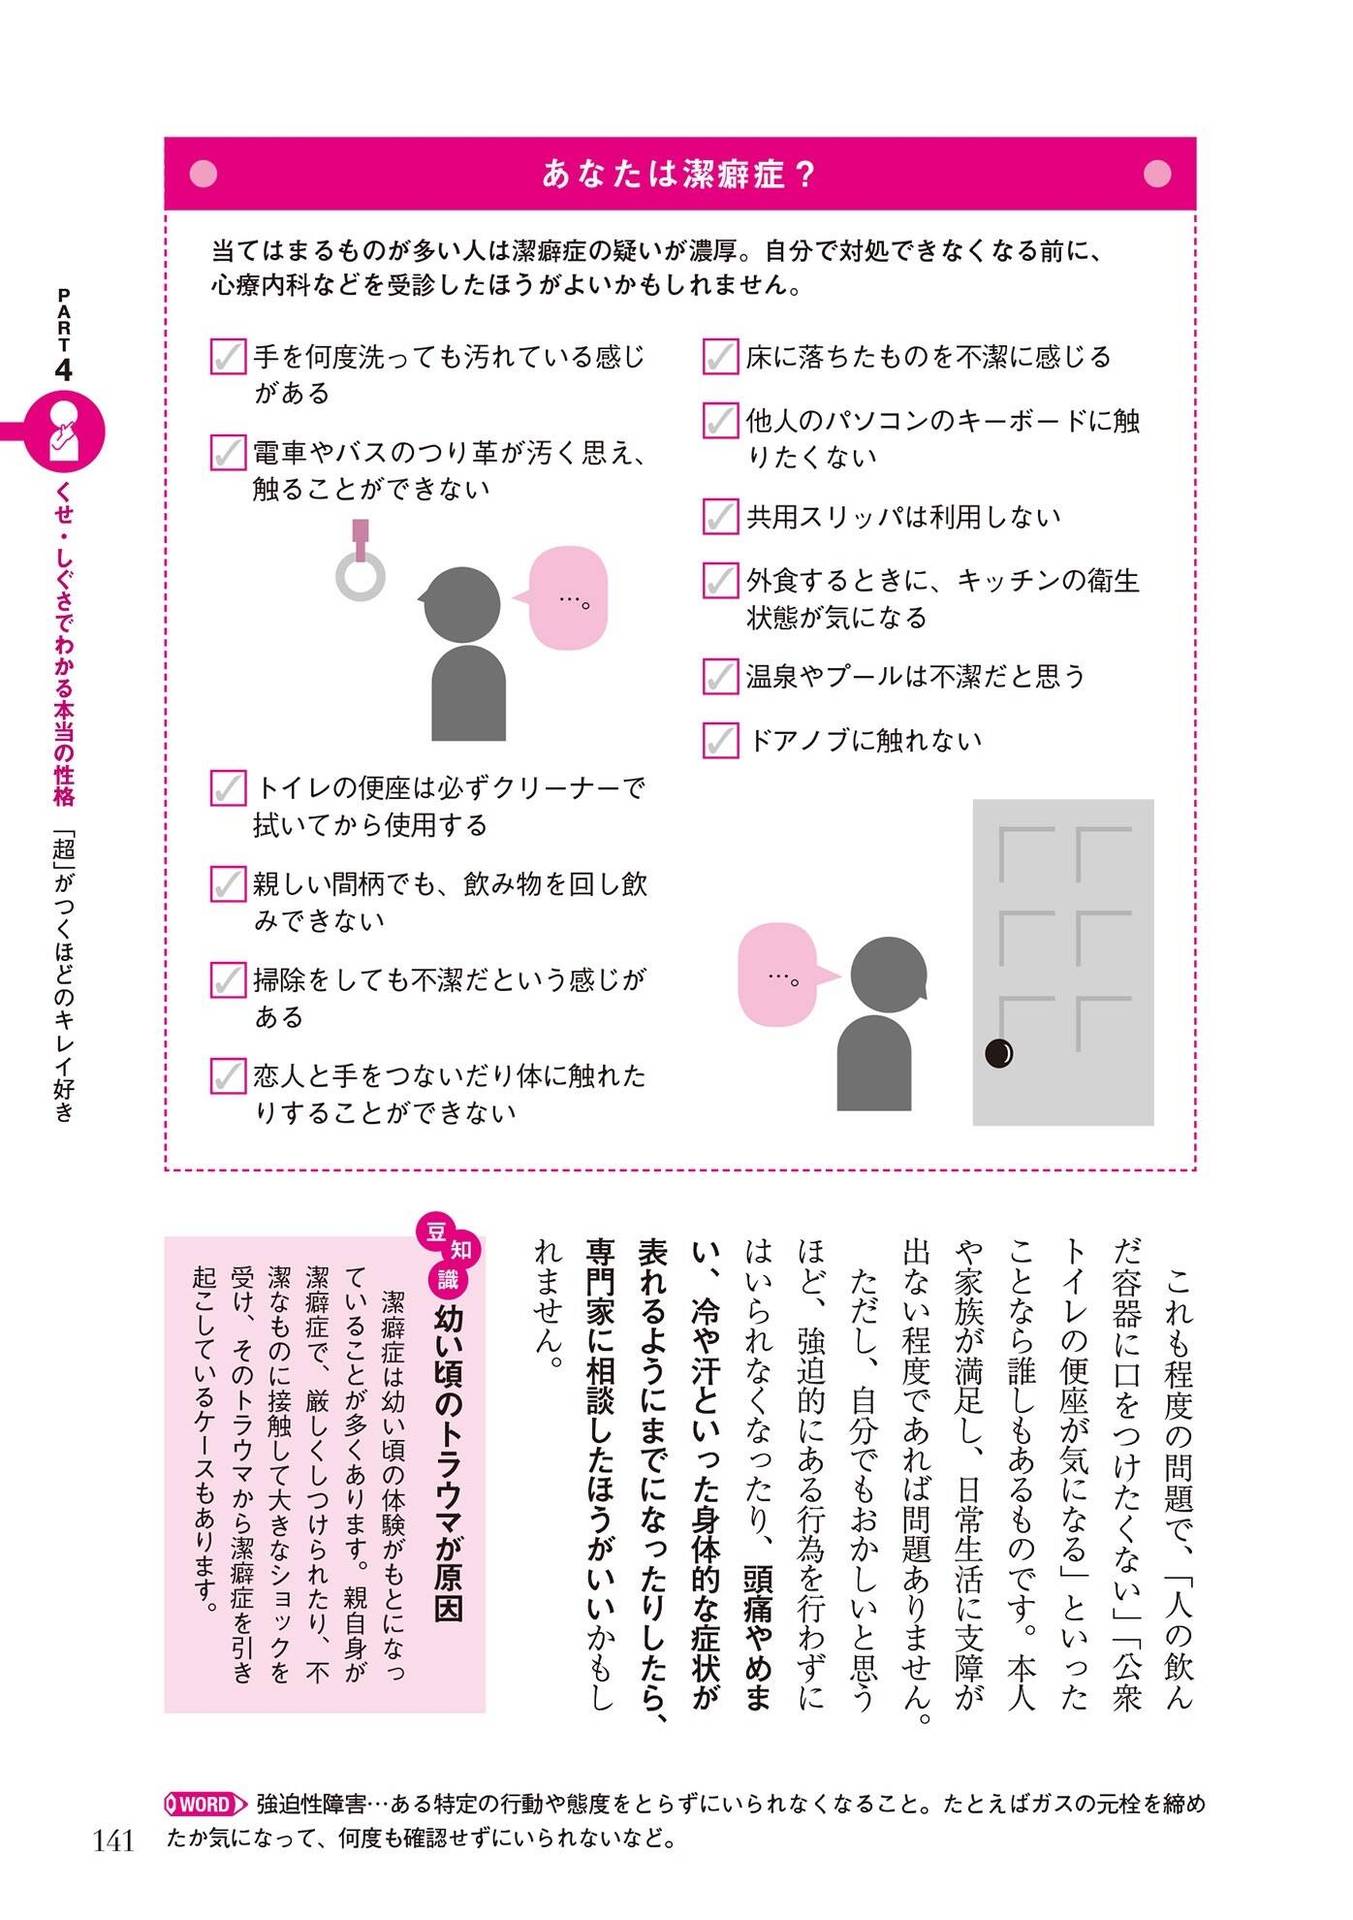 あなたは潔癖症？
当てはまるものが多い人は潔癖症の疑いが濃厚。自分で対処できなくなる前に、
心療内科などを受診したほうがよいかもしれません。
手を何度洗っても汚れている感じ
がある
電車やバスのつり革が汚く思え、
触ることができない
…。
トイレの便座は必ずクリーナーで
拭いてから使用する
親しい間柄でも、飲み物を回し飲
みできない
掃除をしても不潔だという感じが
ある
恋人と手をつないだり体に触れた
りすることができない
床に落ちたものを不潔に感じる
他人のパソコンのキーボードに触
りたくない
共用スリッパは利用しない
外食するときに、キッチンの衛生
状態が気になる
温泉やプールは不潔だと思う
ドアノブに触れない
…。
これも程度の問題で、「人の飲ん
だ容器に口をつけたくない」「公衆
トイレの便座が気になる」といった
ことなら誰しもあるものです。本人
や家族が満足し、日常生活に支障が
出ない程度であれば問題ありません。
ただし、自分でもおかしいと思う
ほど、強迫的にある行為を行わずに
はいられなくなったり、頭痛やめま
い、冷や汗といった身体的な症状が
表れるようにまでになったりしたら、
専門家に相談したほうがいいかもし
れません。
豆知識
幼い頃のトラウマが原因
潔癖症は幼い頃の体験がもとになっ
ていることが多くあります。親自身が
潔癖症で、厳しくしつけられたり、不
潔なものに接触して大きなショックを
受け、そのトラウマから潔癖症を引き
起こしているケースもあります。
WORD 強迫性障害…ある特定の行動や態度をとらずにいられなくなること。たとえばガスの元栓を締め
たか気になって、何度も確認せずにいられないなど。
PART 4
くせ・しぐさでわかる本当の性格 「超」がつくほどのキレイ好き
141